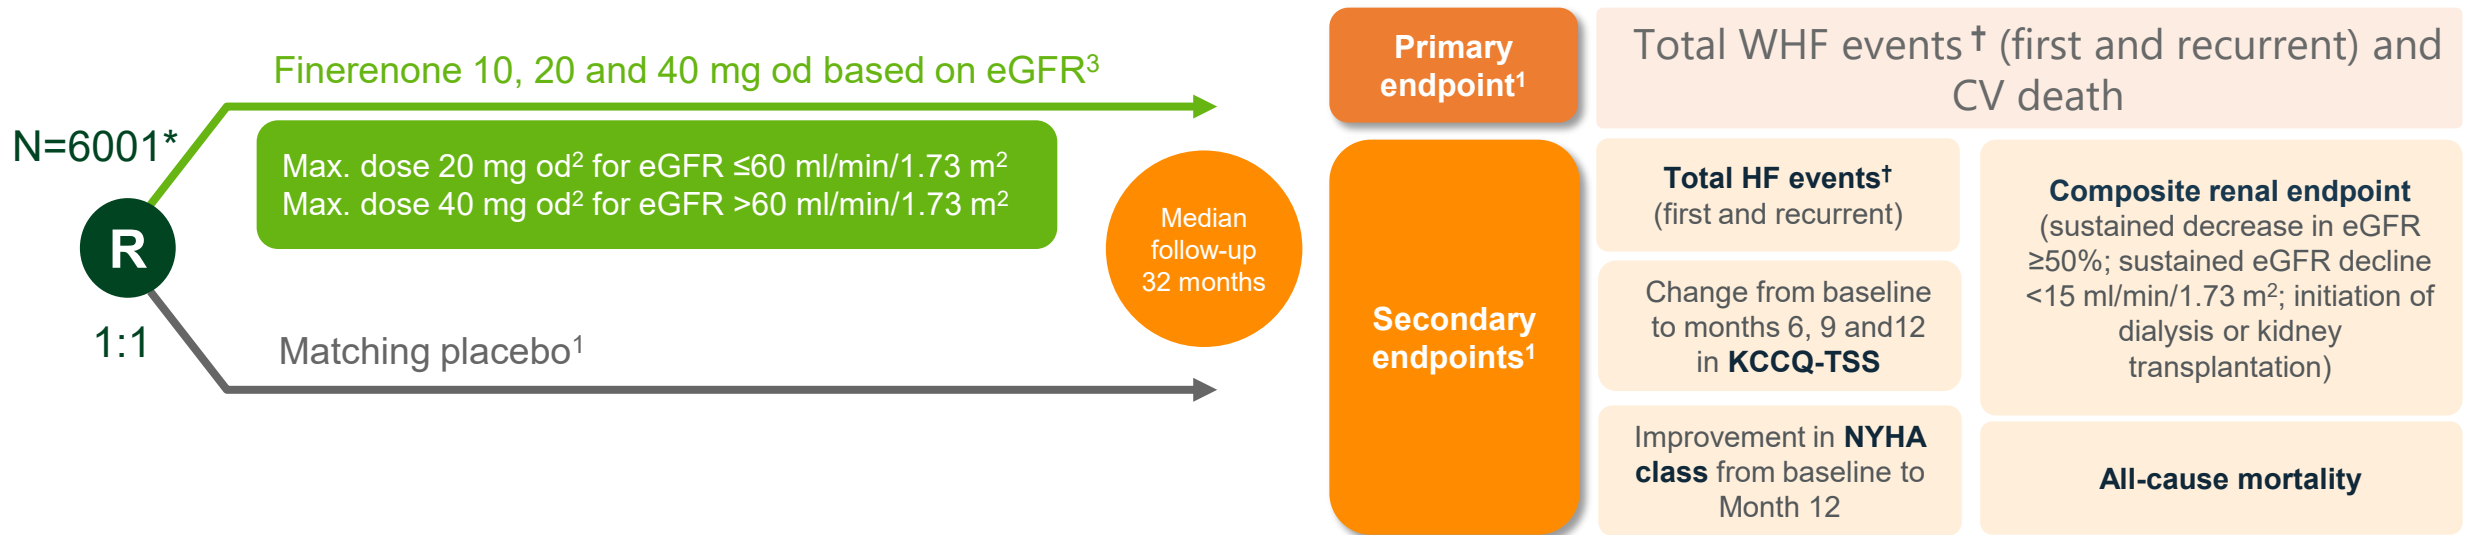 Finerenone 10, 20 and 40 mg od based on eGFR³
N=6001*
Max. dose 20 mg od² for eGFR ≤60 ml/min/1.73 m²
Max. dose 40 mg od² for eGFR >60 ml/min/1.73 m²
R
1:1
Matching placebo¹
Median
follow-up
32 months
Primary
endpoint¹
Total WHF events† (first and recurrent) and
CV death
Secondary
endpoints¹
Total HF events†
(first and recurrent)
Change from baseline
to months 6, 9 and12
in KCCQ-TSS
Improvement in NYHA
class from baseline to
Month 12
Composite renal endpoint
(sustained decrease in eGFR
≥50%; sustained eGFR decline
<15 ml/min/1.73 m²; initiation of
dialysis or kidney
transplantation)
All-cause mortality